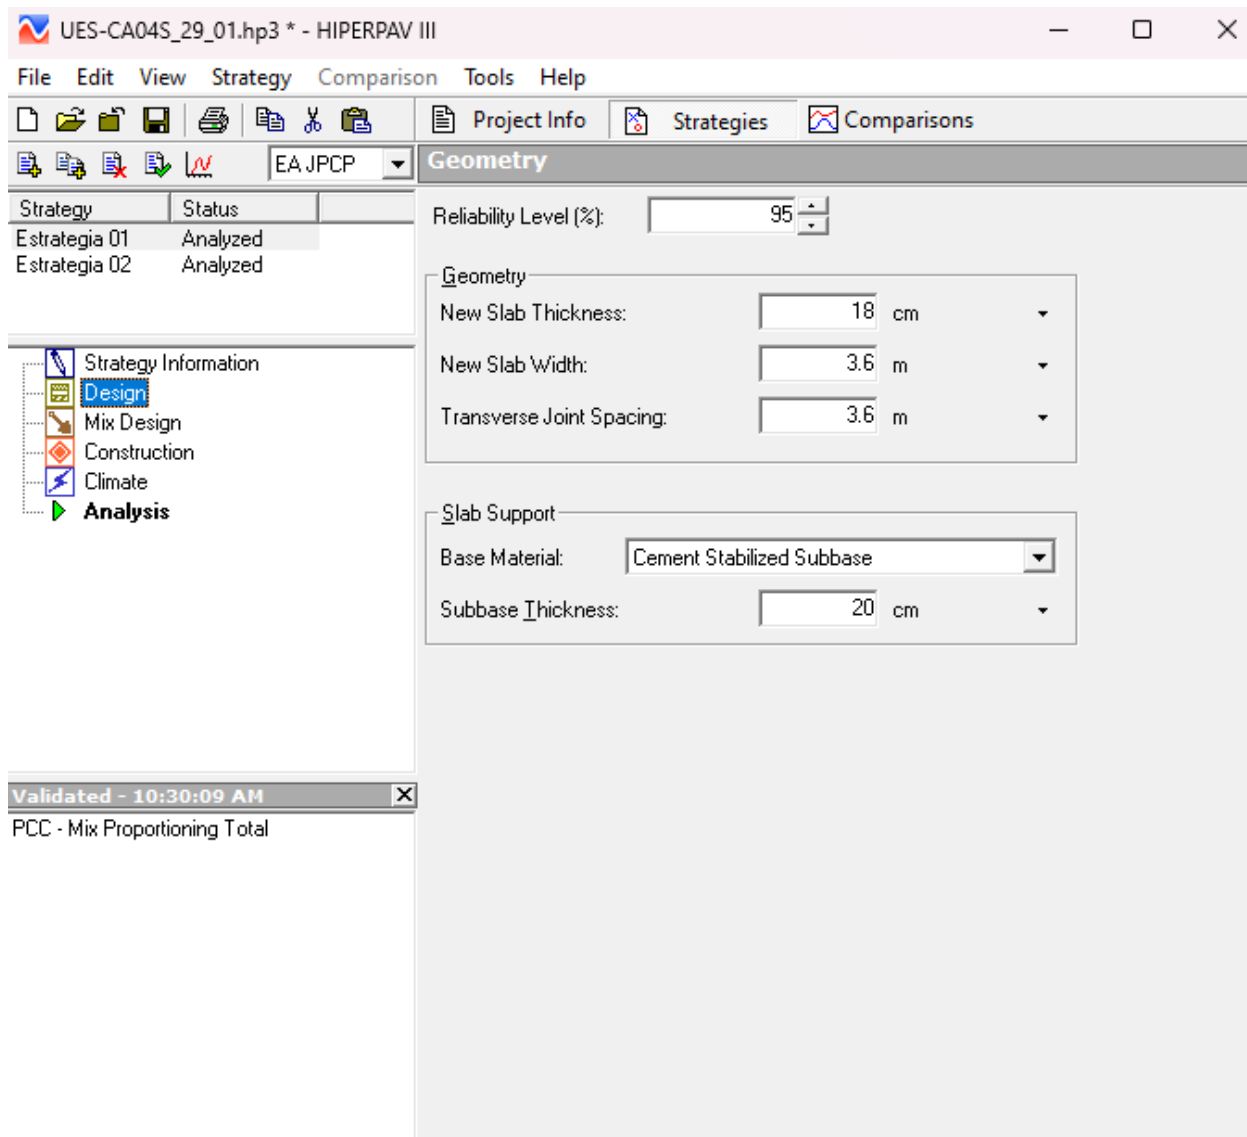 UES-CA04S_29_01.hp3 * - HIPERPAV III
File Edit View Strategy Comparison Tools Help
Project Info Strategies Comparisons
EAJPCP
Geometry
Strategy Status
Estrategia 01 Analyzed
Estrategia 02 Analyzed
Strategy Information
Design
Mix Design
Construction
Climate
Analysis
Validated - 10:30:09 AM
PCC - Mix Proportioning Total
Reliability Level (%): 95
Geometry
New Slab Thickness: 18 cm
New Slab Width: 3.6 m
Transverse Joint Spacing: 3.6 m
Slab Support
Base Material: Cement Stabilized Subbase
Subbase Thickness: 20 cm